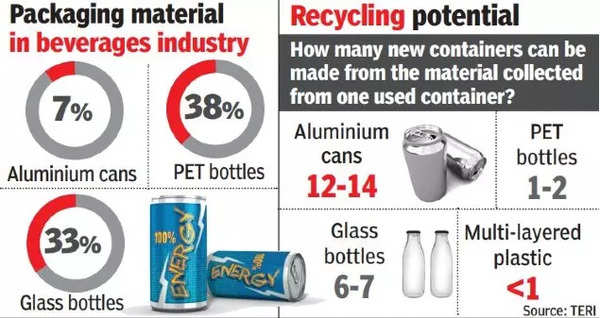 Packaging material
in beverages industry
7%
Aluminium cans
38%
PET bottles
33%
Glass bottles
100%
ENERGY
ENERGY
100%
Recycling potential
How many new containers can be
made from the material collected
from one used container?
Aluminium
cans
12-14
PET
bottles
1-2
Glass
bottles
6-7
Multi-layered
plastic
<1
Source: TERI